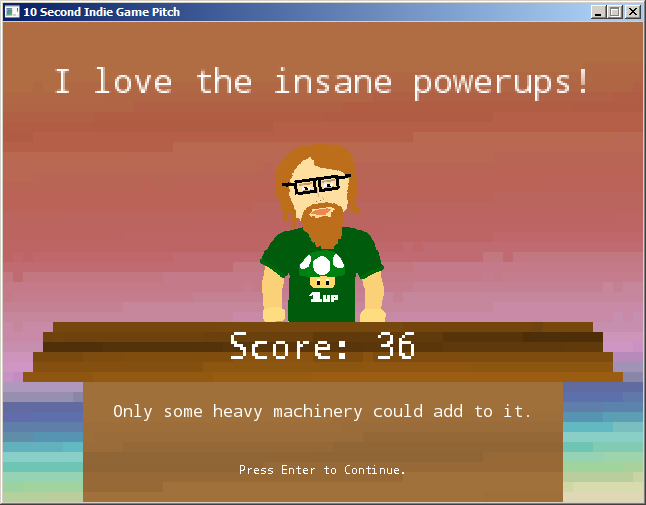 10 Second Indie Game Pitch
I love the insane powerups!
1UP
Score: 36
Only some heavy machinery could add to it.
Press Enter to Continue.